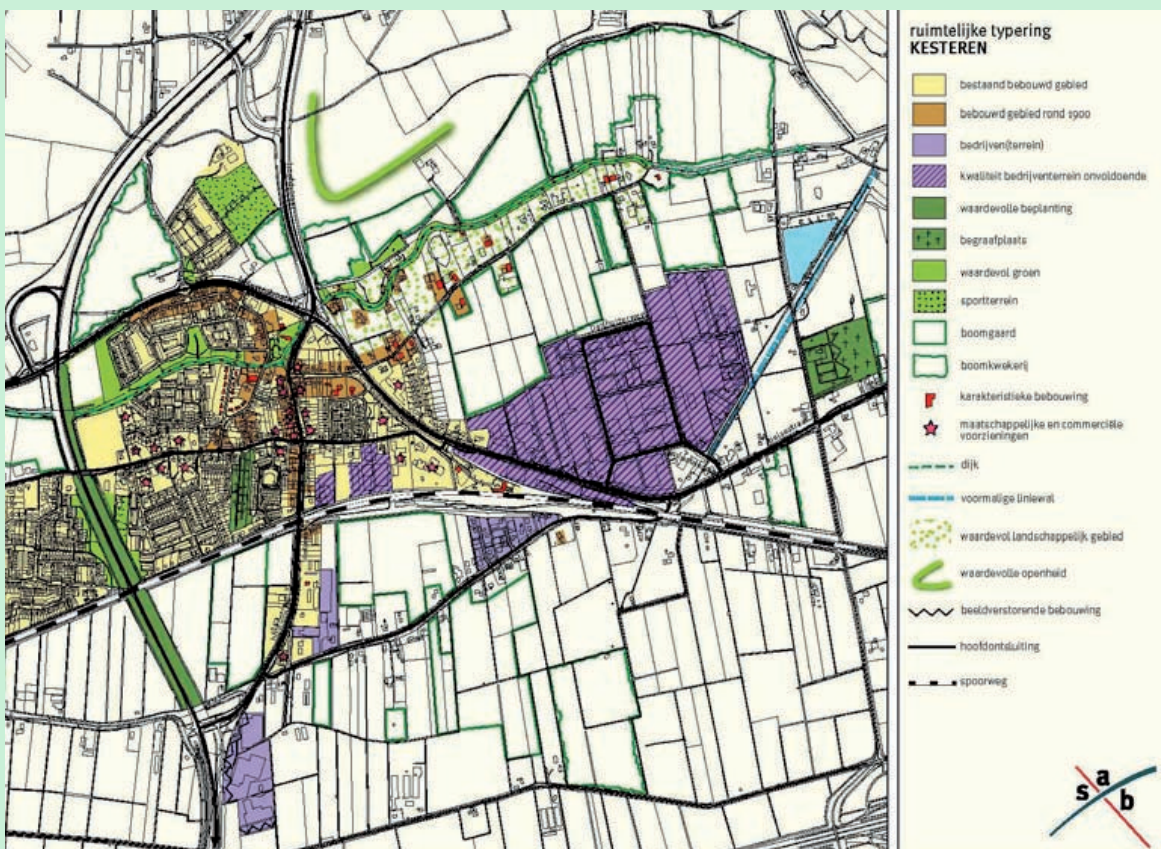 ruimtelijke typering
KESTEREN
bestaand bebouwd gebied
bebouwd gebied rond 1900
bedrijven(terrein)
kwaliteit bedrijventerrein onvoldoende
waardevolle beplanting
begraafplaats
waardevol groen
sportterrein
boomgaard
boomkwekerij
karakteristieke bebouwing
maatschappelijke en commerciële
voorzieningen
dijk
voormalige liniewal
waardevol landschappelijk gebied
waardevolle openheid
beeldverstorende bebouwing
hoofdontsluiting
spoorweg
s a b